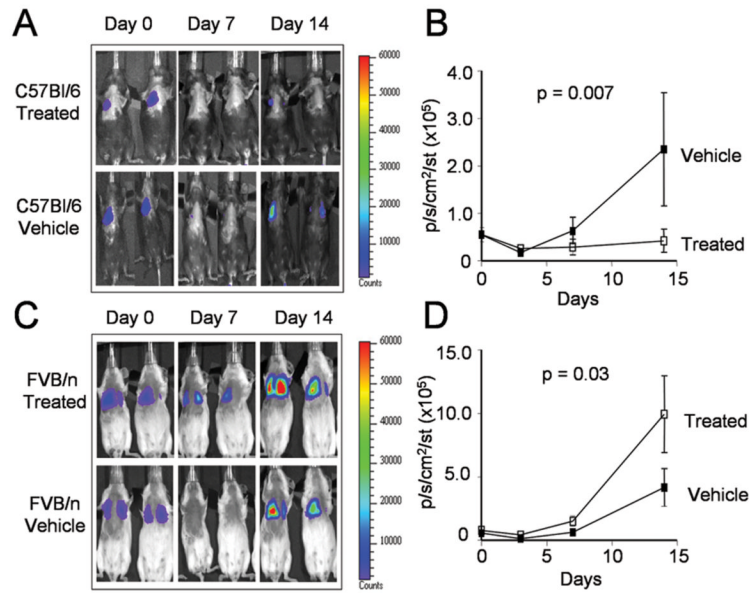 A
Day 0 Day 7 Day 14
C57Bl/6
Treated
C57Bl/6
Vehicle
60000
50000
40000
30000
20000
10000
Counts
B
p/s/cm²/st (x10⁵)
4.0
3.0
2.0
1.0
0.0
p = 0.007
Vehicle
Treated
0 5 10 15
Days
C
Day 0 Day 7 Day 14
FVB/n
Treated
FVB/n
Vehicle
60000
50000
40000
30000
20000
10000
Counts
D
p/s/cm²/st (x10⁵)
15.0
10.0
5.0
0
p = 0.03
Treated
Vehicle
0 5 10 15
Days